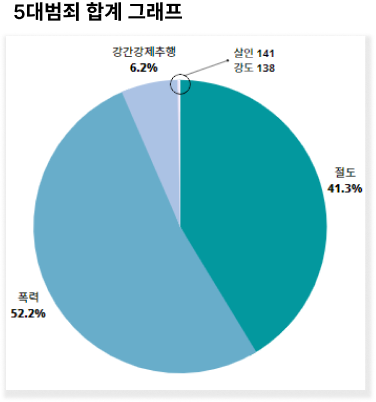 5대범죄 합계 그래프
강간강제추행
6.2%
살인 141
강도 138
절도
41.3%
폭력
52.2%